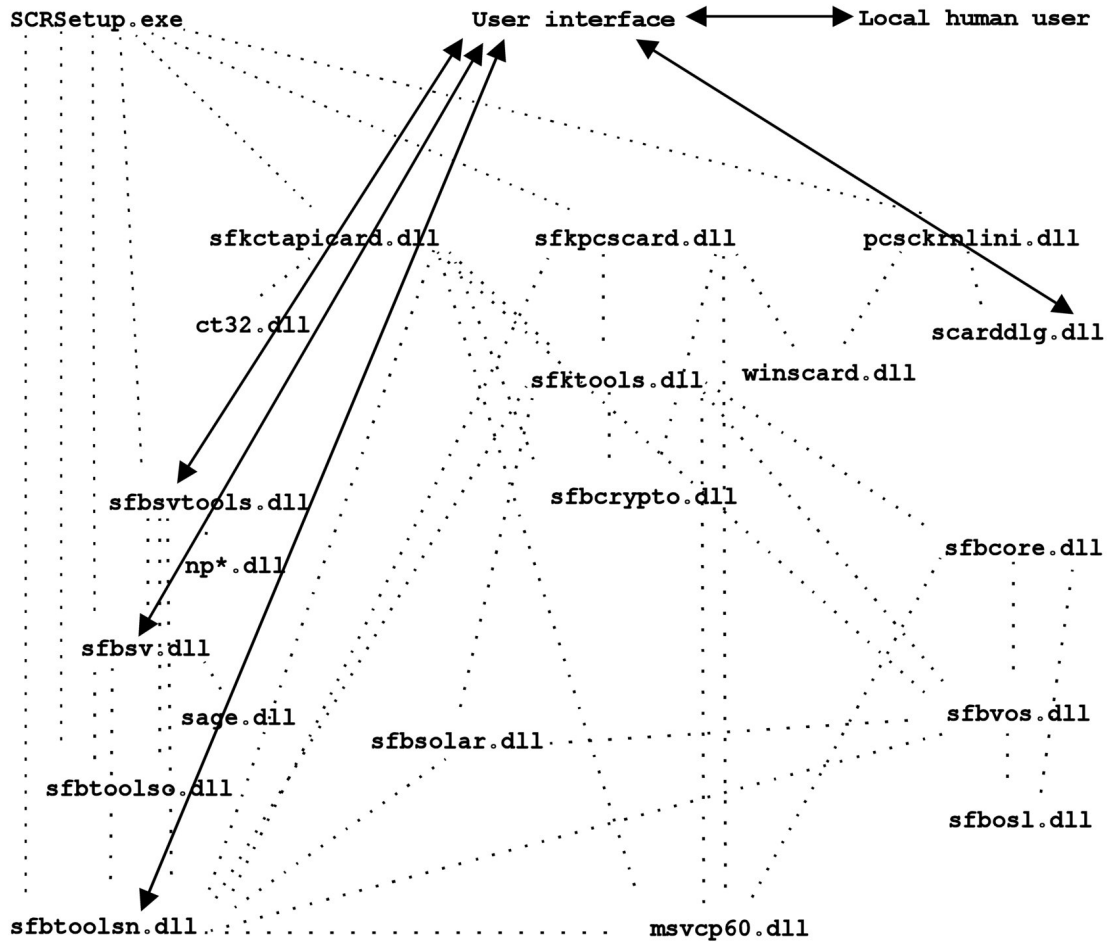 SCRSetup.exe
User interface
Local human user
sfkctapicard.dll
sfkpcscard.dll
pcsckrnlini.dll
ct32.dll
scarddlg.dll
winscard.dll
sfktools.dll
sfbsvtools.dll
sfbcrypto.dll
sfbcore.dll
np*.dll
sfbsv.dll
sage.dll
sfbvos.dll
sfbsolar.dll
sfbtoolsc.dll
sfbosl.dll
sfbtoolsn.dll
msvcp60.dll